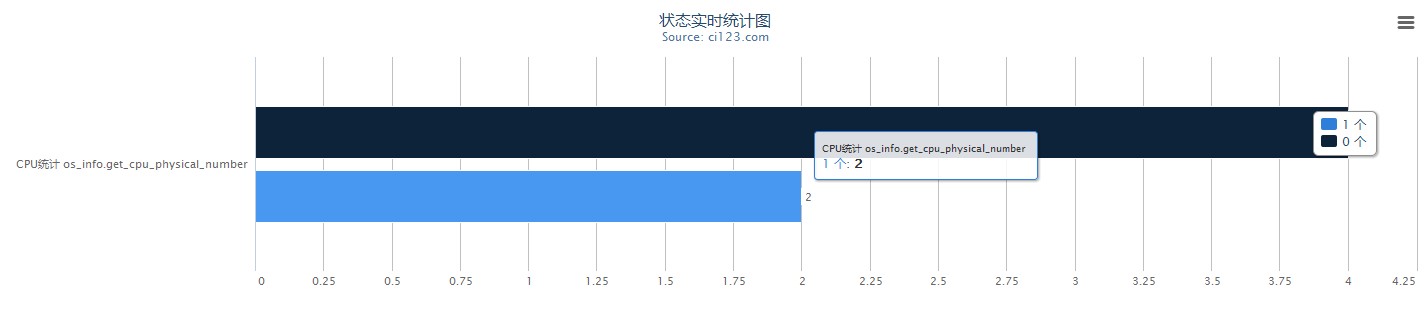 状态实时统计图
Source: ci123.com
1 个
0 个
CPU统计 os_info.get_cpu_physical_number
1 个: 2
CPU统计 os_info.get_cpu_physical_number
2
0 0.25 0.5 0.75 1 1.25 1.5 1.75 2 2.25 2.5 2.75 3 3.25 3.5 3.75 4 4.25